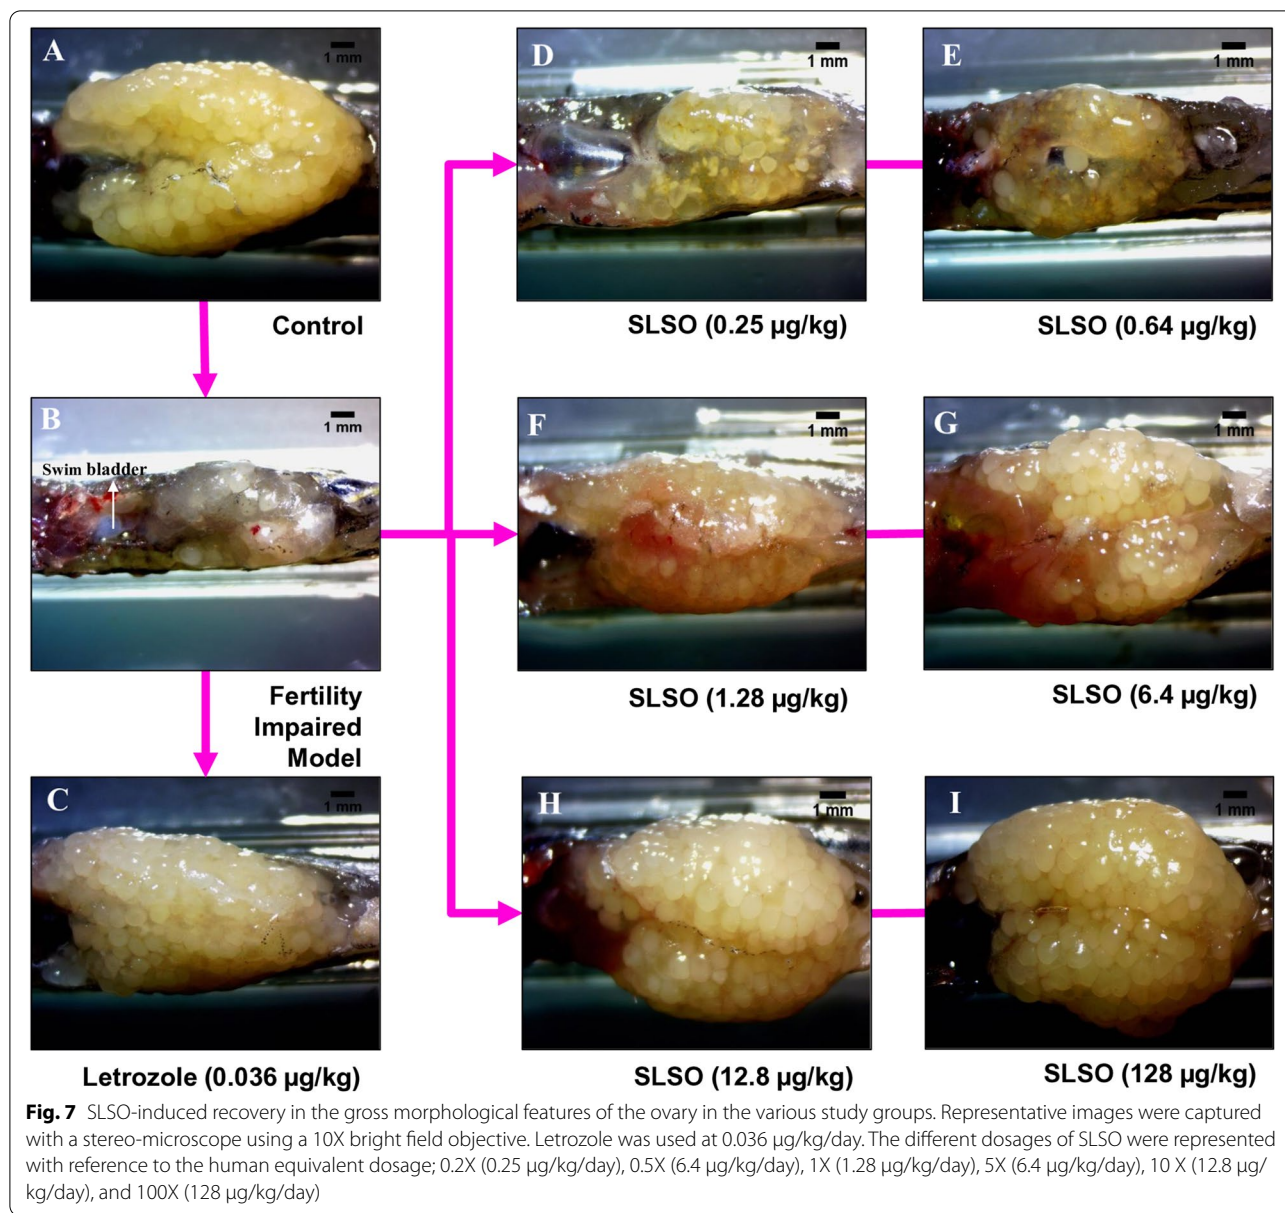 A
1 mm
Control
D
1 mm
SLSO (0.25 µg/kg)
E
1 mm
SLSO (0.64 µg/kg)
B
1 mm
Swim bladder
Fertility
Impaired
Model
F
1 mm
SLSO (1.28 µg/kg)
G
1 mm
SLSO (6.4 µg/kg)
C
1 mm
Letrozole (0.036 µg/kg)
H
1 mm
SLSO (12.8 µg/kg)
I
1 mm
SLSO (128 µg/kg)
Fig. 7 SLSO-induced recovery in the gross morphological features of the ovary in the various study groups. Representative images were captured
with a stereo-microscope using a 10X bright field objective. Letrozole was used at 0.036 µg/kg/day. The different dosages of SLSO were represented
with reference to the human equivalent dosage; 0.2X (0.25 µg/kg/day), 0.5X (6.4 µg/kg/day), 1X (1.28 µg/kg/day), 5X (6.4 µg/kg/day), 10 X (12.8 µg/
kg/day), and 100X (128 µg/kg/day)